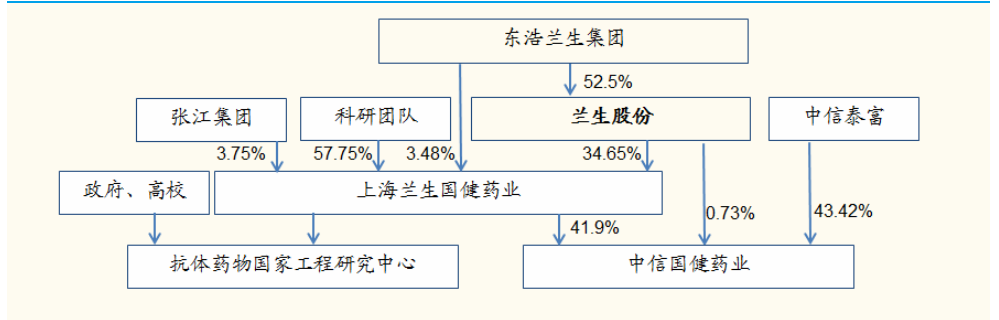 东浩兰生集团
52.5%
张江集团
科研团队
兰生股份
中信泰富
3.75%
57.75%
3.48%
34.65%
政府、高校
上海兰生国健药业
41.9%
0.73%
43.42%
抗体药物国家工程研究中心
中信国健药业